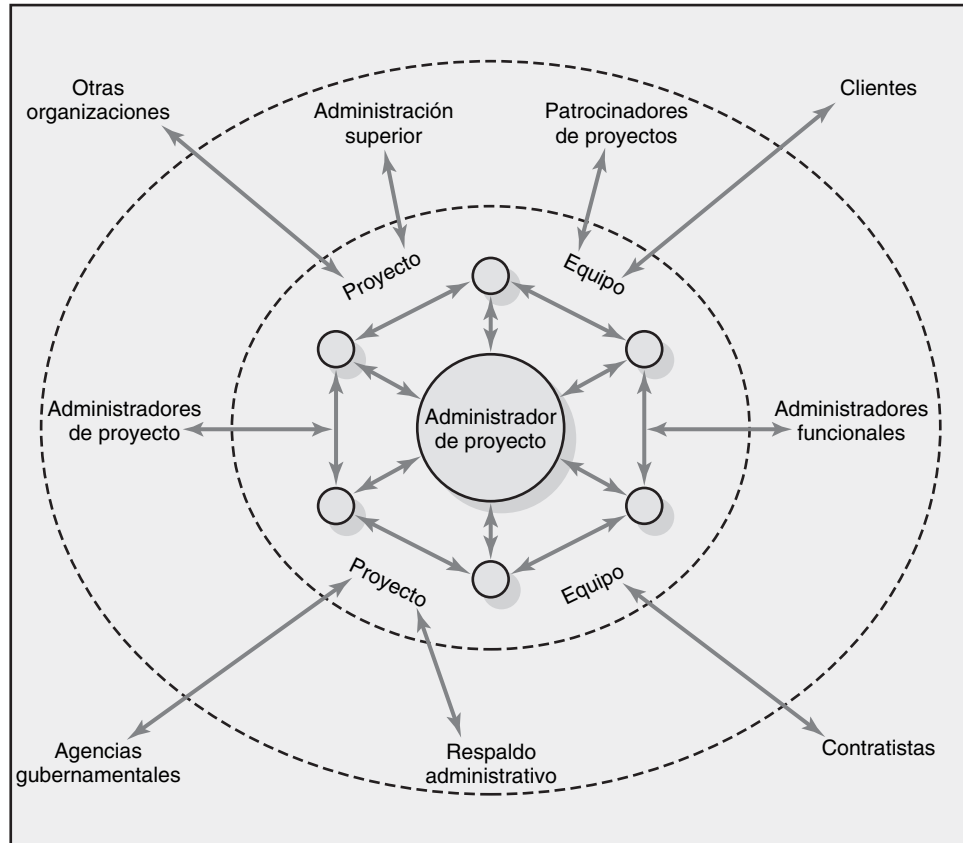 Otras
organizaciones
Administración
superior
Patrocinadores
de proyectos
Clientes
Proyecto
Equipo
Administradores
de proyecto
Administrador
de proyecto
Administradores
funcionales
Proyecto
Equipo
Agencias
gubernamentales
Respaldo
administrativo
Contratistas